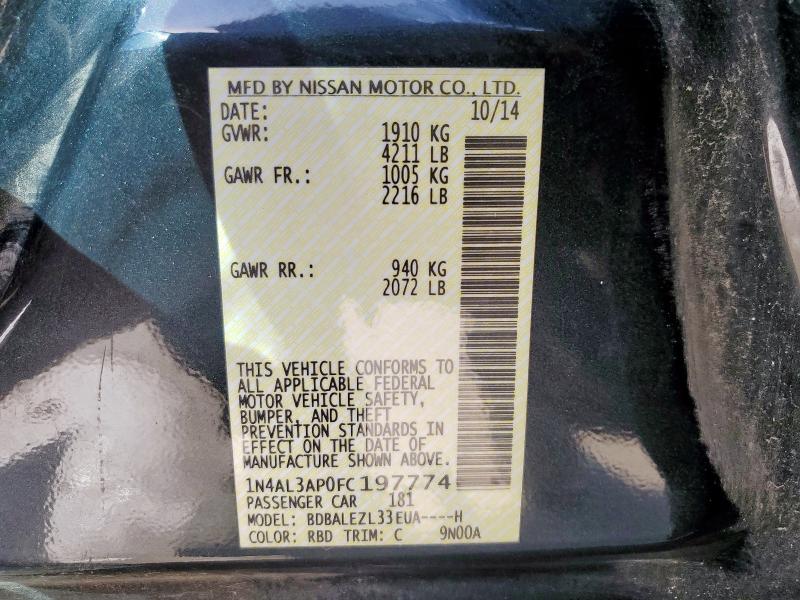 MFD BY NISSAN MOTOR CO., LTD.
DATE: 10/14
GVWR: 1910 KG
4211 LB
GAWR FR.: 1005 KG
2216 LB
GAWR RR.: 940 KG
2072 LB
THIS VEHICLE CONFORMS TO
ALL APPLICABLE FEDERAL
MOTOR VEHICLE SAFETY,
BUMPER, AND THEFT
PREVENTION STANDARDS IN
EFFECT ON THE DATE OF
MANUFACTURE SHOWN ABOVE.
1N4AL3AP0FC197774
PASSENGER CAR 181
MODEL: BDBALEZL33EUA----H
COLOR: RBD TRIM: C 9N00A